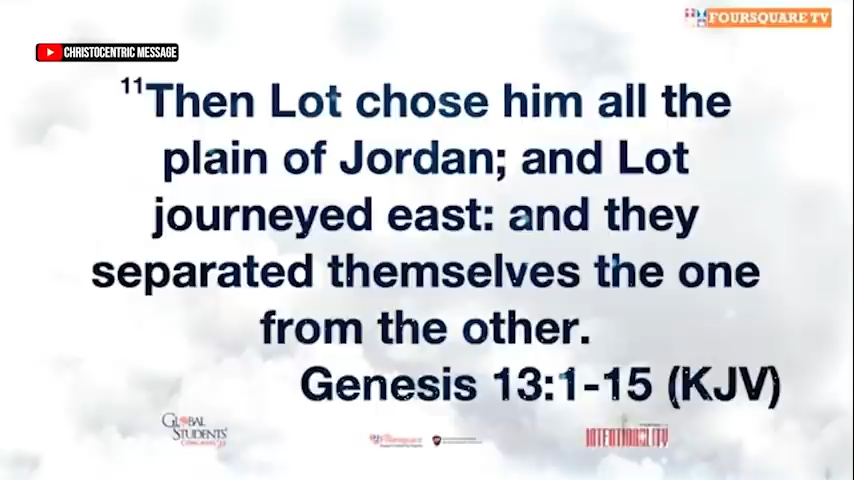 FOURSQUARE TV
CHRISTOCENTRIC MESSAGE
11Then Lot chose him all the
plain of Jordan; and Lot
journeyed east: and they
separated themselves the one
from the other.
Genesis 13:1-15 (KJV)
GLOBAL
STUDENTS'
INTENTIONALITY